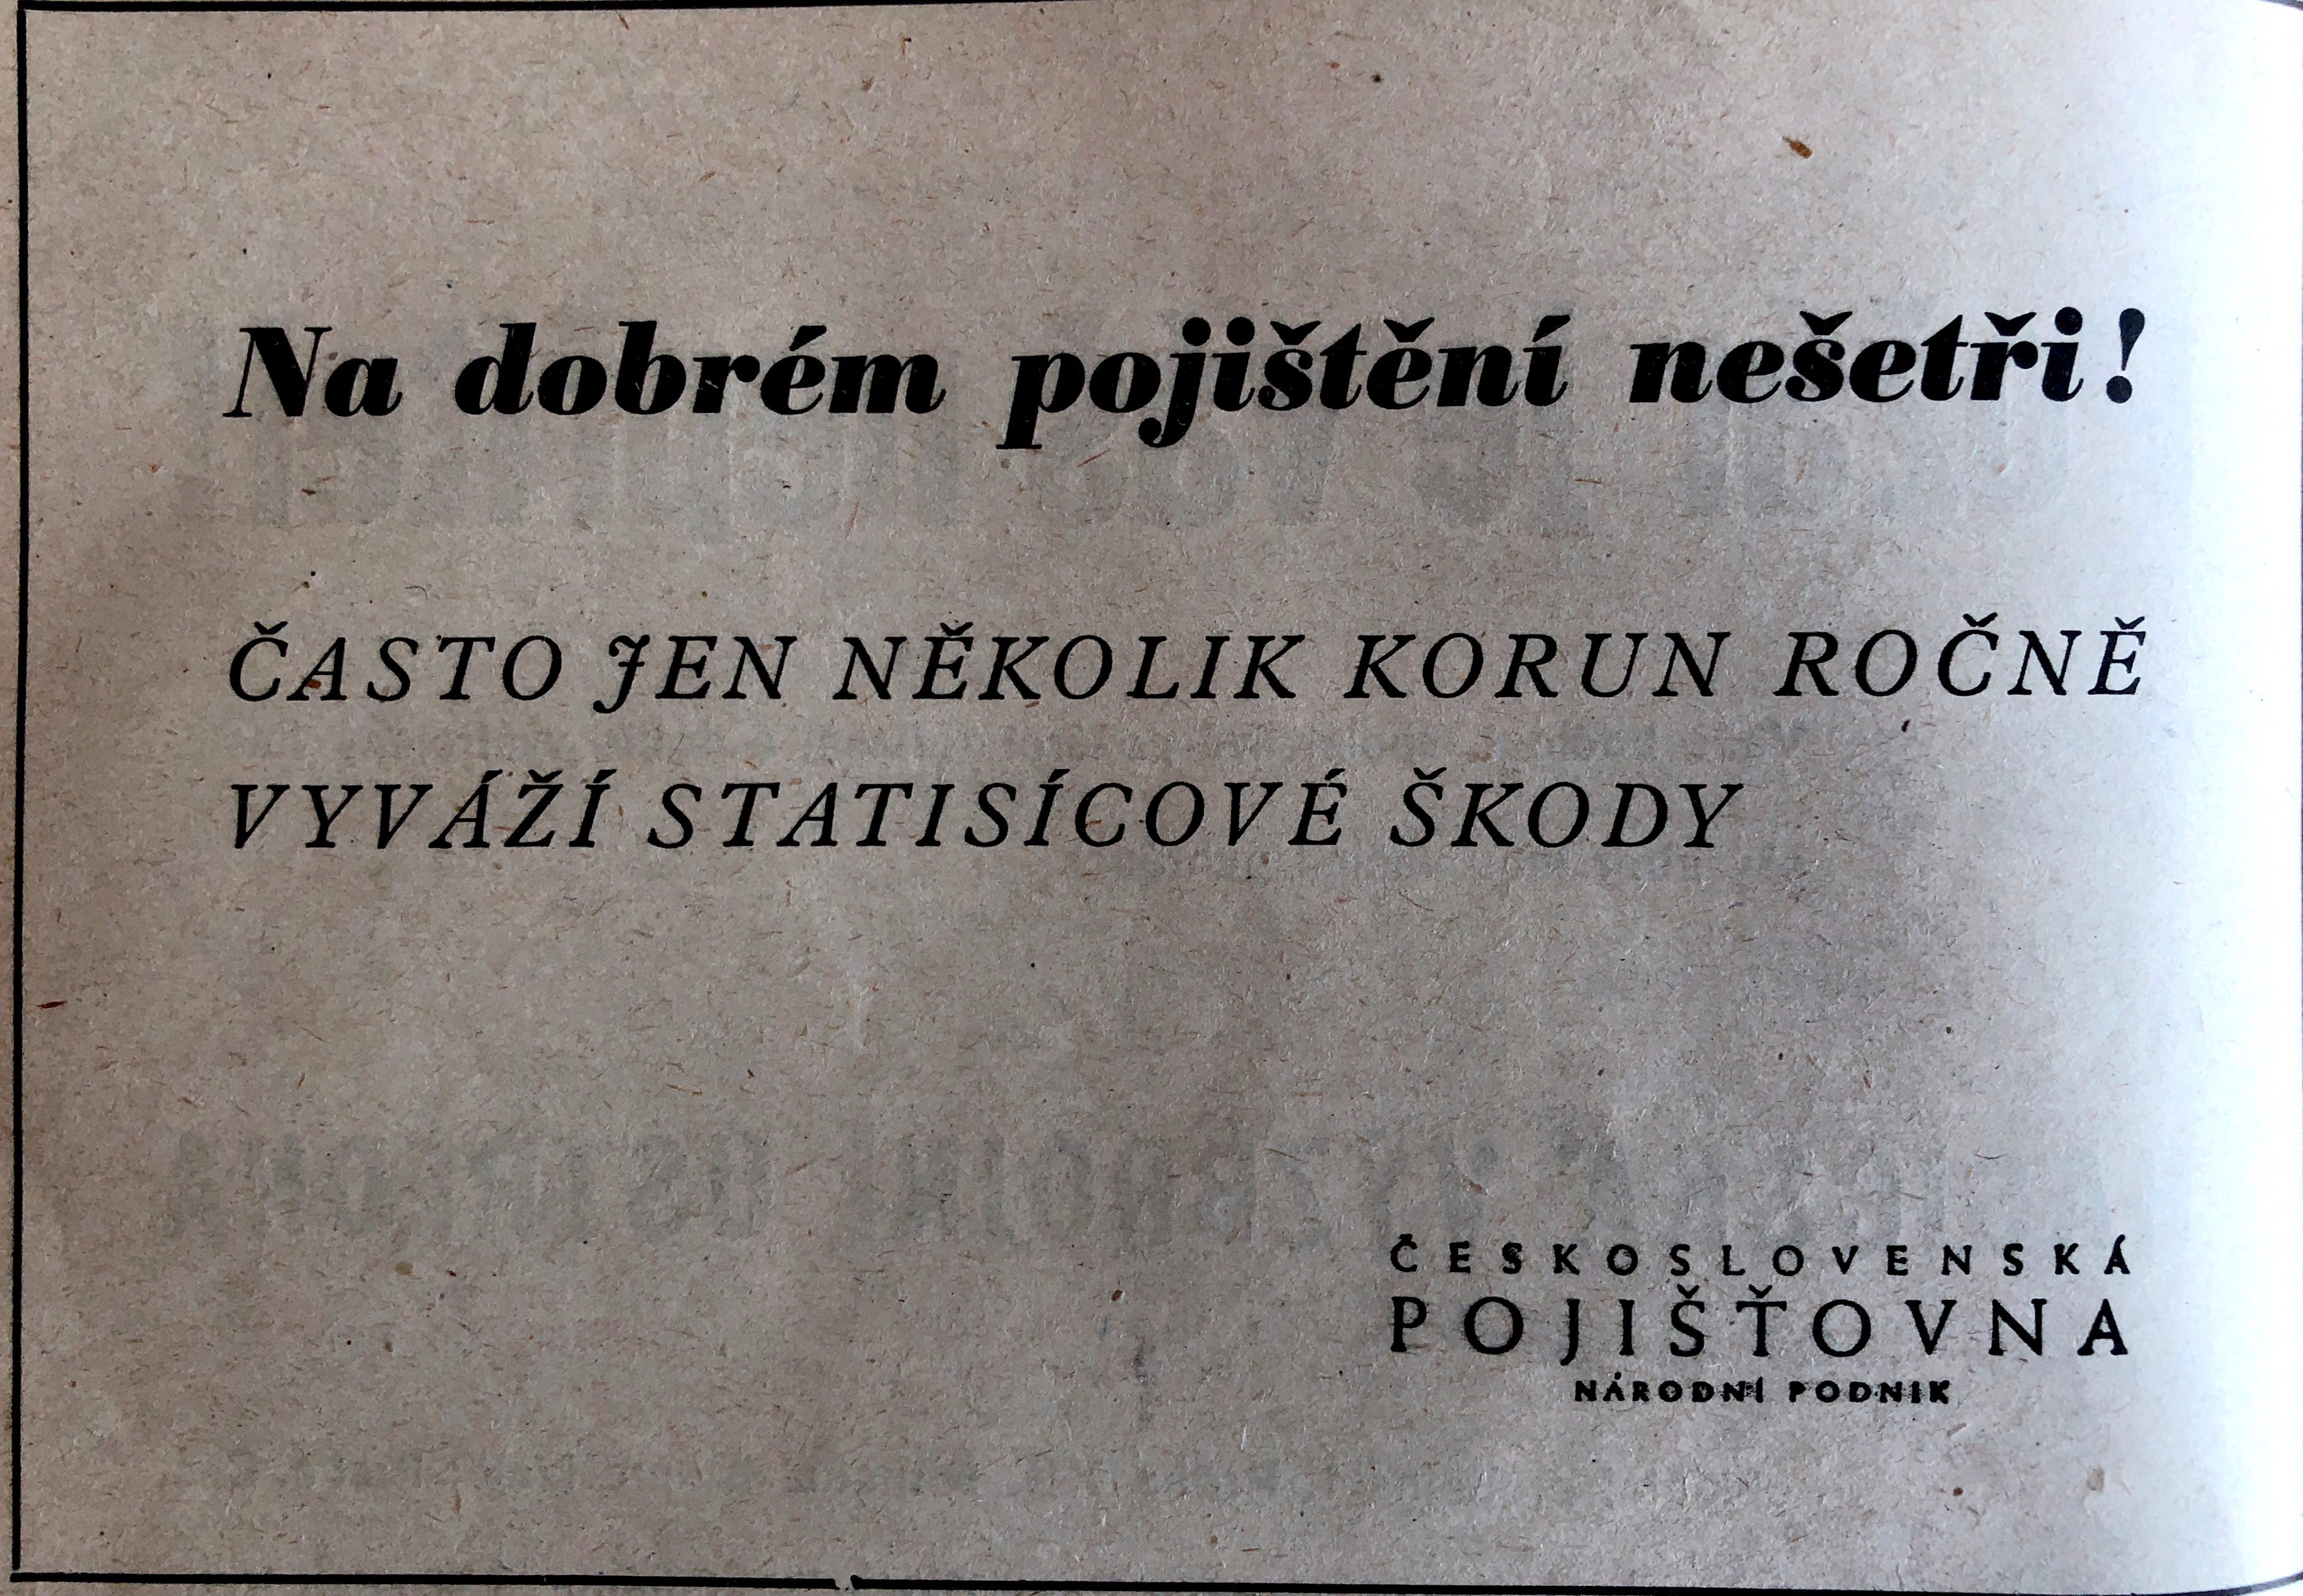 Na dobrém pojištění nešetři!
ČASTO JEN NĚKOLIK KORUN ROČNĚ
VYVÁŽÍ STATISÍCOVÉ ŠKODY
ČESKOSLOVENSKÁ
POJIŠŤOVNA
NÁRODNÍ PODNIK